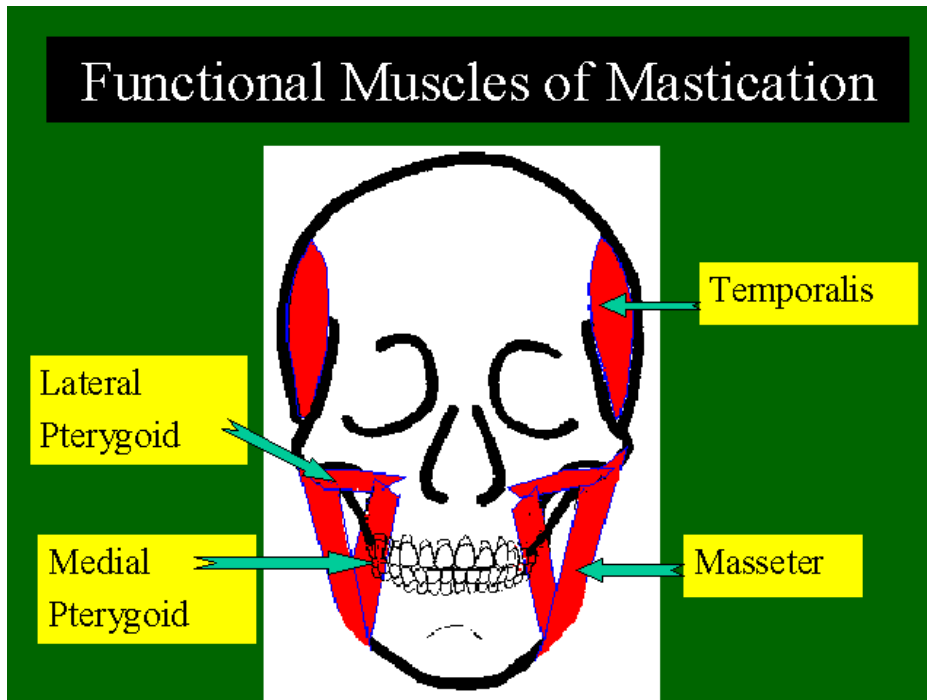 Functional Muscles of Mastication
Temporalis
Lateral
Pterygoid
Medial
Pterygoid
Masseter